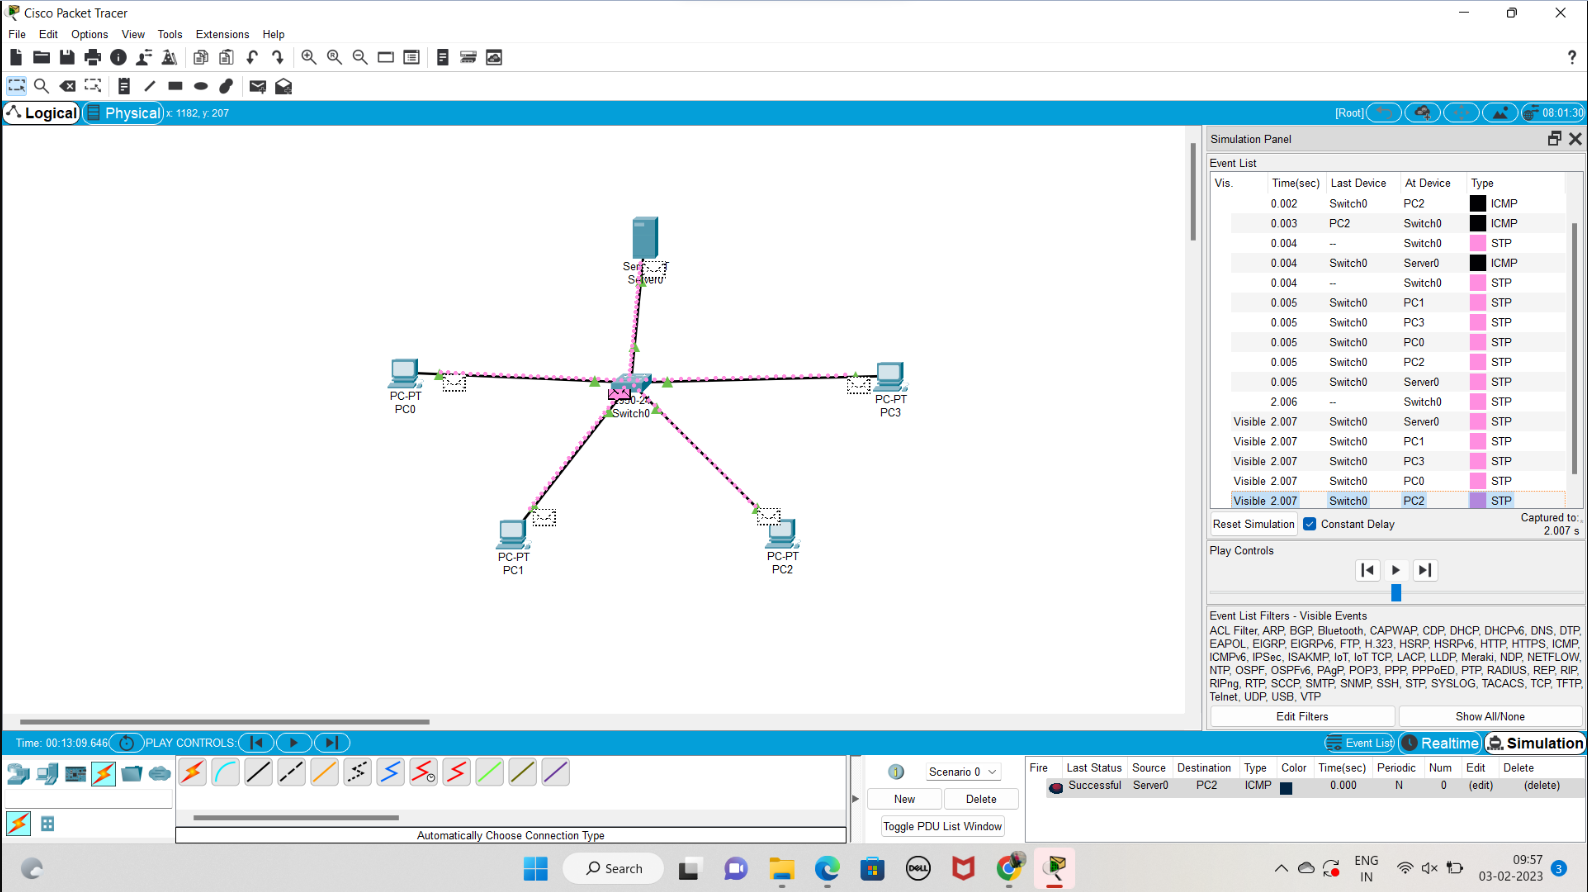 Cisco Packet Tracer
File Edit Options View Tools Extensions Help
?
Logical Physical x: 1182, y: 207 [Root] 08:01:30
Simulation Panel
Event List
Vis. Time(sec) Last Device At Device Type
0.002 Switch0 PC2 ICMP
0.003 PC2 Switch0 ICMP
0.004 -- Switch0 STP
0.004 Switch0 Server0 ICMP
0.004 -- Switch0 STP
0.005 Switch0 PC1 STP
0.005 Switch0 PC3 STP
0.005 Switch0 PC0 STP
0.005 Switch0 PC2 STP
0.005 Switch0 Server0 STP
2.006 -- Switch0 STP
Visible 2.007 Switch0 Server0 STP
Visible 2.007 Switch0 PC1 STP
Visible 2.007 Switch0 PC3 STP
Visible 2.007 Switch0 PC0 STP
Visible 2.007 Switch0 PC2 STP
Reset Simulation Constant Delay Captured to:
2.007 s
Play Controls
Event List Filters - Visible Events
ACL Filter, ARP, BGP, Bluetooth, CAPWAP, CDP, DHCP, DHCPv6, DNS, DTP,
EAPOL, EIGRP, EIGRPv6, FTP, H.323, HSRP, HSRPv6, HTTP, HTTPS, ICMP,
ICMPv6, IPSec, ISAKMP, IoT, IoT TCP, LACP, LLDP, Meraki, NDP, NETFLOW,
NTP, OSPF, OSPFv6, PAgP, POP3, PPP, PPPoED, PTP, RADIUS, REP, RIP,
RIPng, RTP, SCCP, SMTP, SNMP, SSH, STP, SYSLOG, TACACS, TCP, TFTP,
Telnet, UDP, USB, VTP
Edit Filters Show All/None
Server0
PC-PT
PC0
Switch0
PC-PT
PC3
PC-PT
PC1
PC-PT
PC2
Time: 00:13:09.646 PLAY CONTROLS: Event List Realtime Simulation
Automatically Choose Connection Type
Scenario 0
New Delete
Toggle PDU List Window
Fire Last Status Source Destination Type Color Time(sec) Periodic Num Edit Delete
Successful Server0 PC2 ICMP 0.000 N 0 (edit) (delete)
Search
DELL
ENG
IN
09:57
03-02-2023
3